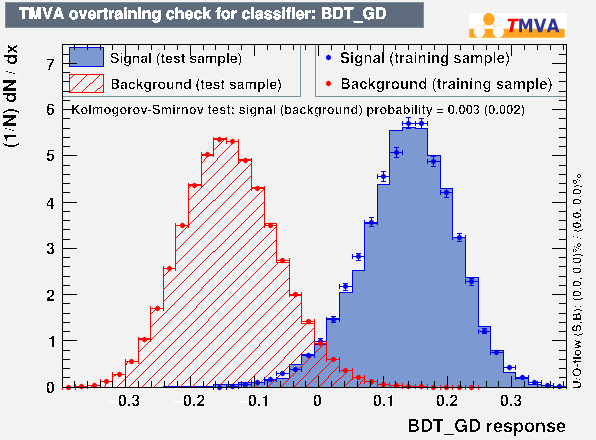 TMVA overtraining check for classifier: BDT_GD
TMVA
Signal (test sample)
Background (test sample)
Signal (training sample)
Background (training sample)
Kolmogorov-Smirnov test: signal (background) probability = 0.003 (0.002)
(1/N) dN / dx
7
6
5
4
3
2
1
0
-0.3 -0.2 -0.1 0 0.1 0.2 0.3
BDT_GD response
U/O-flow (S,B): (0.0, 0.0)% / (0.0, 0.0)%